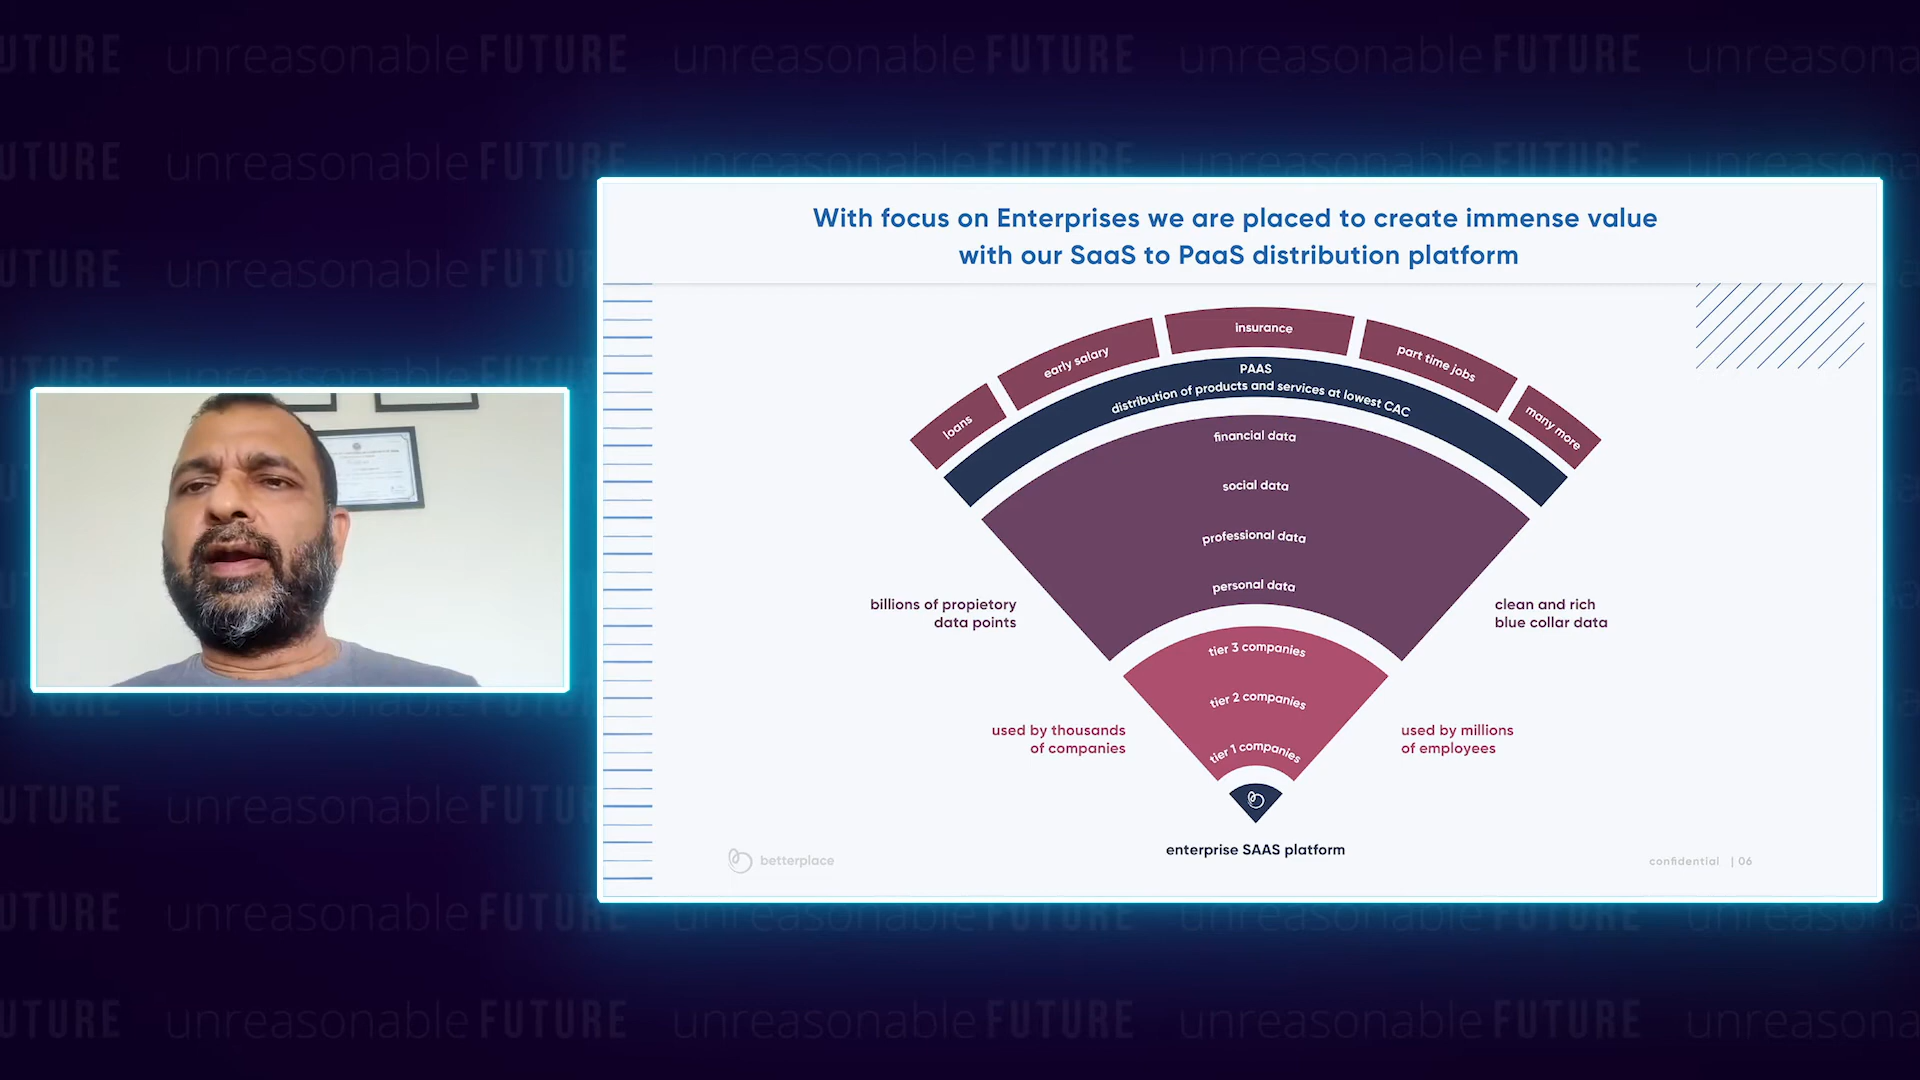 unreasonable FUTURE
With focus on Enterprises we are placed to create immense value
with our SaaS to PaaS distribution platform
loans
early salary
insurance
part time jobs
many more
PAAS
distribution of products and services at lowest CAC
financial data
social data
professional data
personal data
billions of propietory
data points
clean and rich
blue collar data
tier 3 companies
tier 2 companies
tier 1 companies
used by thousands
of companies
used by millions
of employees
enterprise SAAS platform
betterplace
confidential | 06